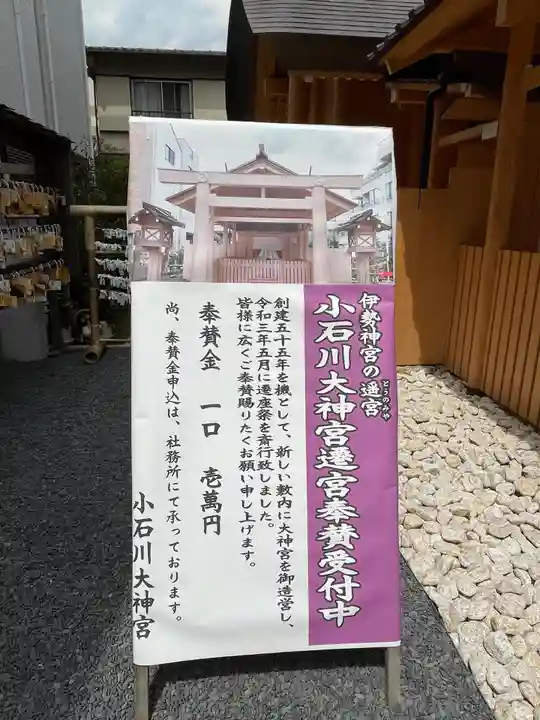 伊勢神宮の遥宮
とうのみや
小石川大神宮遷宮奉賛受付中
創建五十五年を機として、新しい敷内に大神宮を御造営し、
令和三年五月に遷座祭を斎行致しました。
皆様に広くご奉賛賜りたくお願い申し上げます。
奉賛金 一口 壱萬円
尚、奉賛金申込は、社務所にて承っております。
小石川大神宮